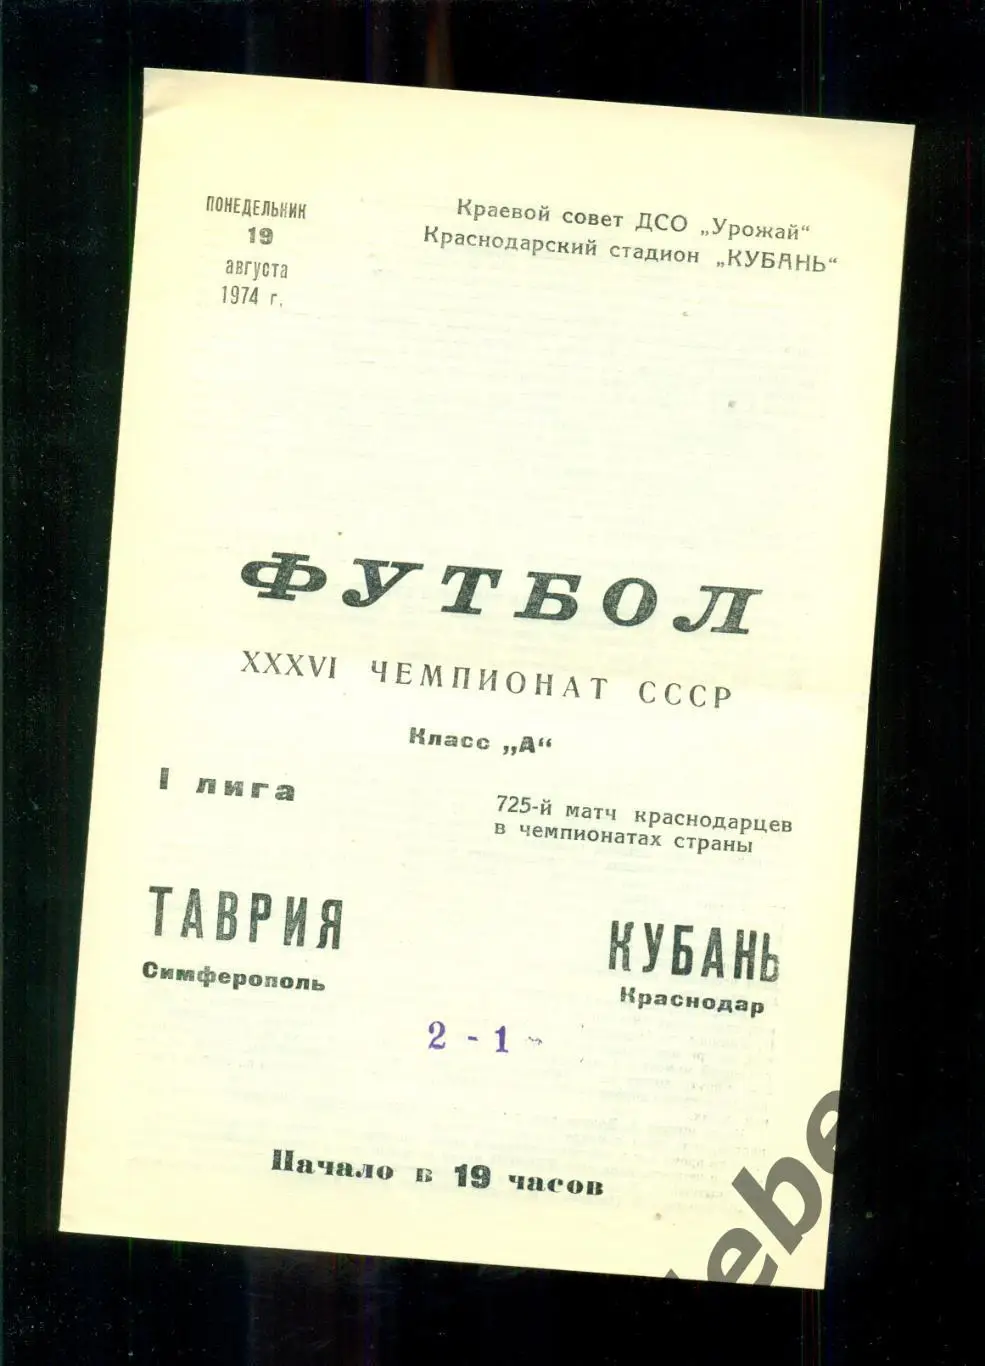 ПОНЕДЕЛЬНИК
19
августа
1974 г.
Краевой совет ДСО „Урожай“
Краснодарский стадион „КУБАНЬ“
ФУТБОЛ
XXXVI ЧЕМПИОНАТ СССР
Класс „А“
I лига
725-й матч краснодарцев
в чемпионатах страны
ТАВРИЯ
Симферополь
КУБАНЬ
Краснодар
2 - 1
Начало в 19 часов